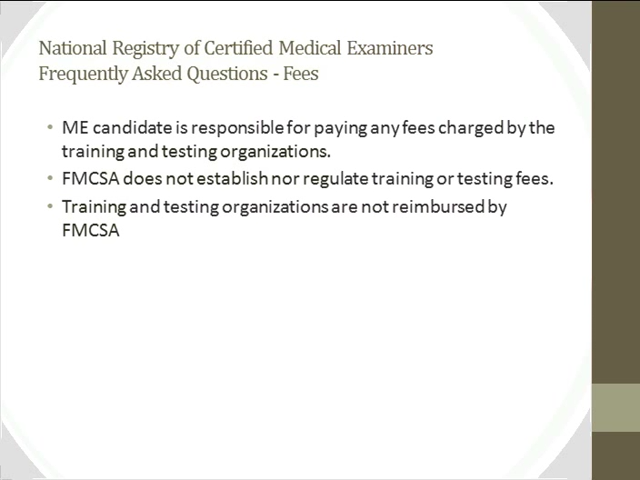 National Registry of Certified Medical Examiners
Frequently Asked Questions - Fees
• ME candidate is responsible for paying any fees charged by the
training and testing organizations.
• FMCSA does not establish nor regulate training or testing fees.
• Training and testing organizations are not reimbursed by
FMCSA